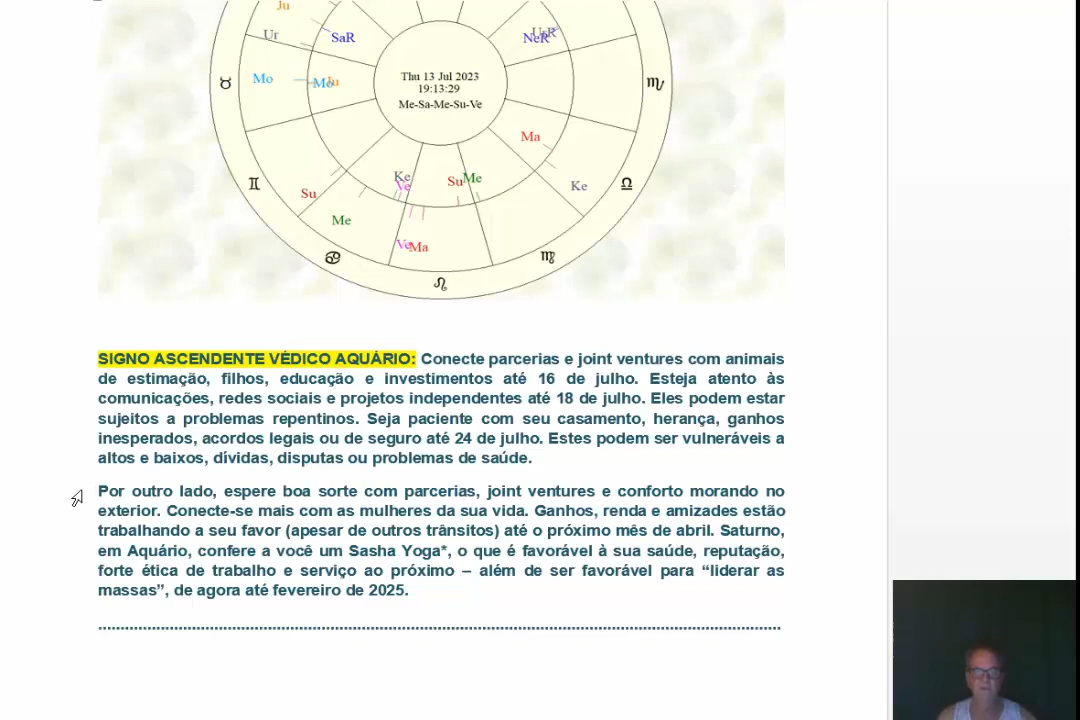 Ju
Ur
SaR
UrR
NeR
♉
Mo
Mo
Ju
Thu 13 Jul 2023
19:13:29
Me-Sa-Me-Su-Ve
♏
Ma
♊
Su
Ke
Ve
Su
Me
Ke
♎
Me
Ve
Ma
♋
♍
♌
SIGNO ASCENDENTE VÉDICO AQUÁRIO: Conecte parcerias e joint ventures com animais
de estimação, filhos, educação e investimentos até 16 de julho. Esteja atento às
comunicações, redes sociais e projetos independentes até 18 de julho. Eles podem estar
sujeitos a problemas repentinos. Seja paciente com seu casamento, herança, ganhos
inesperados, acordos legais ou de seguro até 24 de julho. Estes podem ser vulneráveis a
altos e baixos, dívidas, disputas ou problemas de saúde.
Por outro lado, espere boa sorte com parcerias, joint ventures e conforto morando no
exterior. Conecte-se mais com as mulheres da sua vida. Ganhos, renda e amizades estão
trabalhando a seu favor (apesar de outros trânsitos) até o próximo mês de abril. Saturno,
em Aquário, confere a você um Sasha Yoga*, o que é favorável à sua saúde, reputação,
forte ética de trabalho e serviço ao próximo – além de ser favorável para “liderar as
massas”, de agora até fevereiro de 2025.